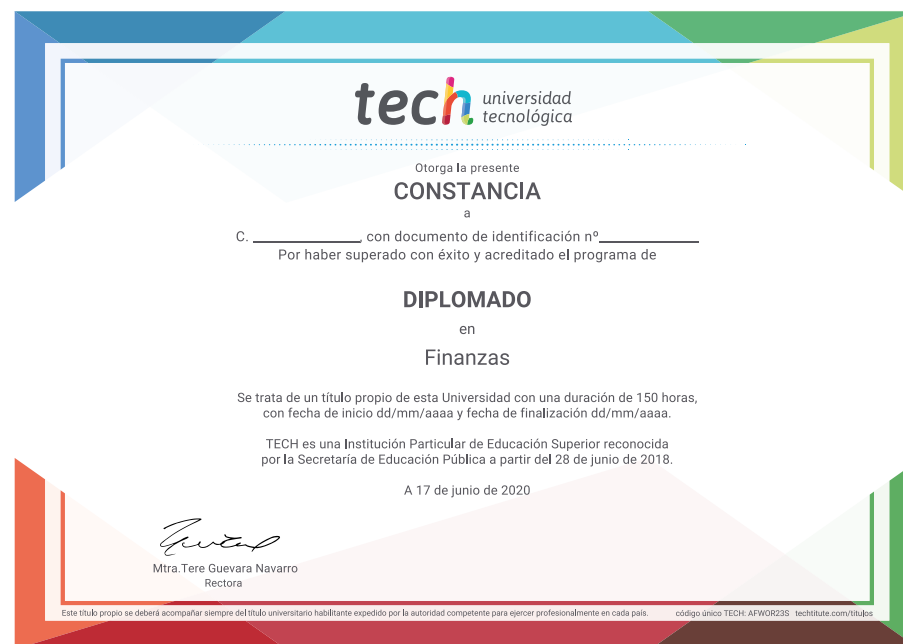 tech universidad
tecnológica
Otorga la presente
CONSTANCIA
a
C. ______________, con documento de identificación nº_____________
Por haber superado con éxito y acreditado el programa de
DIPLOMADO
en
Finanzas
Se trata de un título propio de esta Universidad con una duración de 150 horas,
con fecha de inicio dd/mm/aaaa y fecha de finalización dd/mm/aaaa.
TECH es una Institución Particular de Educación Superior reconocida
por la Secretaría de Educación Pública a partir del 28 de junio de 2018.
A 17 de junio de 2020
Mtra.Tere Guevara Navarro
Rectora
Este título propio se deberá acompañar siempre del título universitario habilitante expedido por la autoridad competente para ejercer profesionalmente en cada país. código único TECH: AFWOR23S techtitute.com/titulos